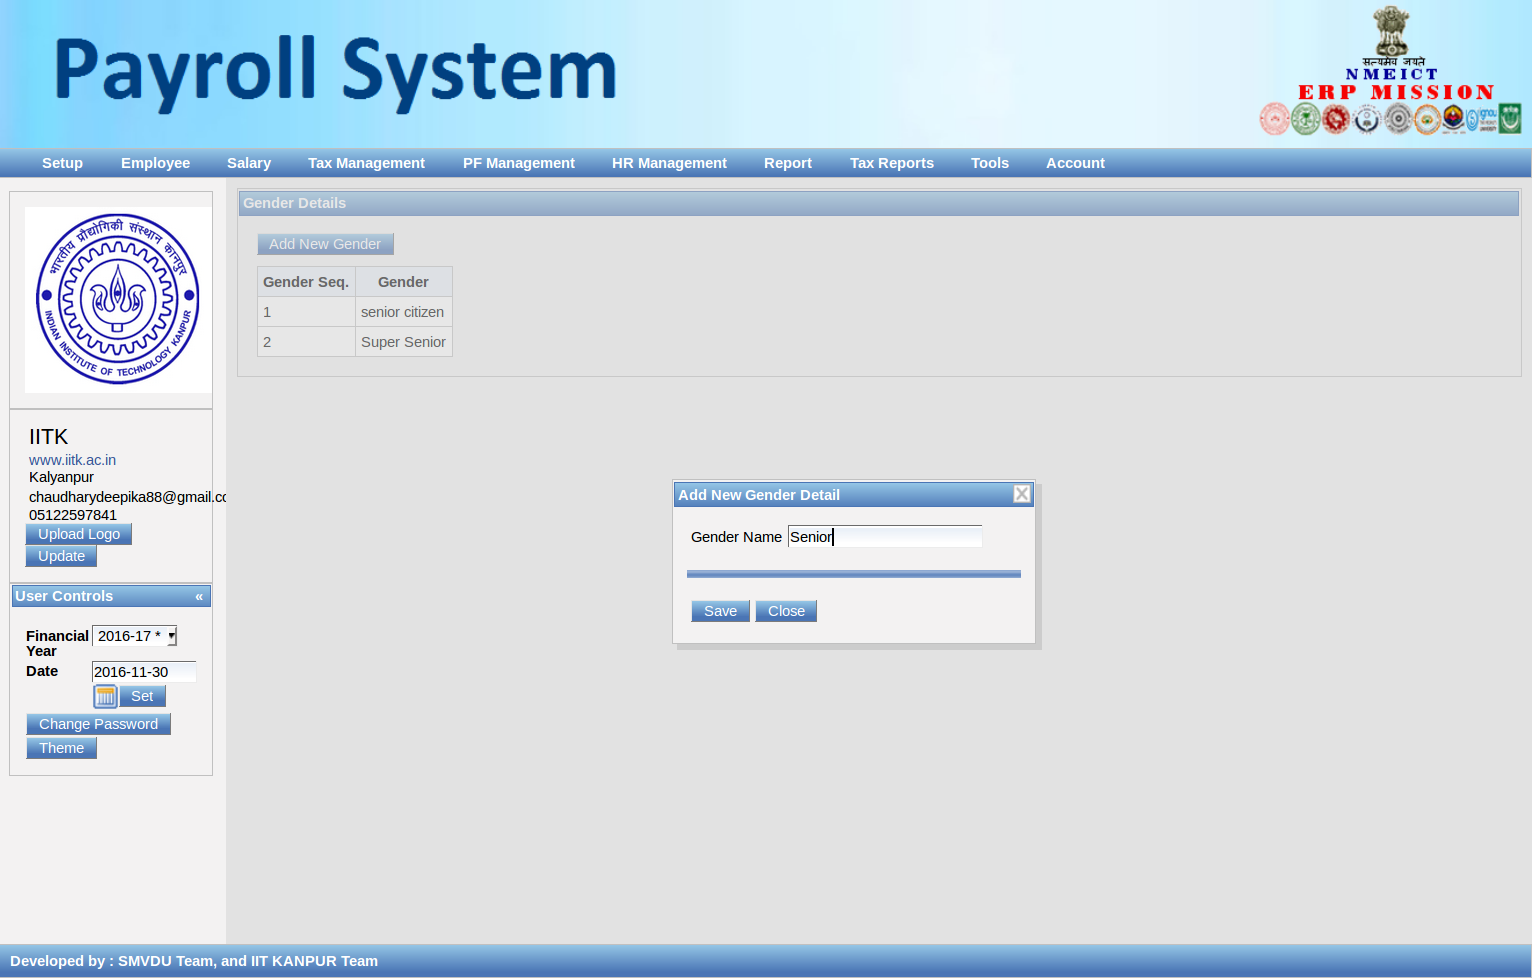 Payroll System
सत्यमेव जयते
NMEICT
ERP MISSION
Setup Employee Salary Tax Management PF Management HR Management Report Tax Reports Tools Account
भारतीय प्रौद्योगिकी संस्थान कानपुर
INDIAN INSTITUTE OF TECHNOLOGY KANPUR
IITK
www.iitk.ac.in
Kalyanpur
chaudharydeepika88@gmail.co
05122597841
Upload Logo
Update
User Controls «
Financial Year 2016-17 *
Date 2016-11-30
Set
Change Password
Theme
Gender Details
Add New Gender
Gender Seq. Gender
1 senior citizen
2 Super Senior
Add New Gender Detail
Gender Name Senior
Save Close
Developed by : SMVDU Team, and IIT KANPUR Team